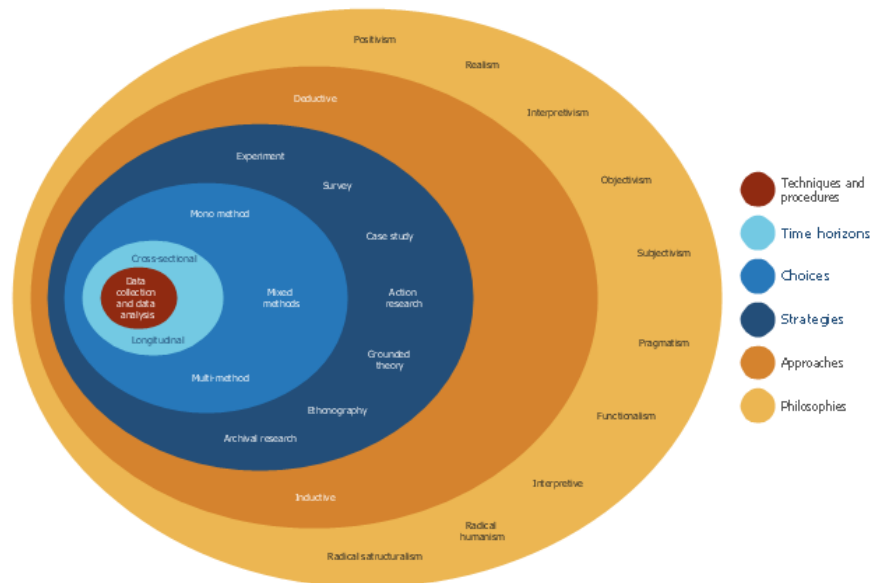 Positivism
Realism
Interpretivism
Objectivism
Subjectivism
Pragmatism
Functionalism
Interpretive
Radical
humanism
Radical satructuralism
Deductive
Inductive
Experiment
Survey
Case study
Action
research
Grounded
theory
Ethonography
Archival research
Mono method
Mixed
methods
Multi-method
Cross-sectional
Longitudinal
Data
collection
and data
analysis
Techniques and
procedures
Time horizons
Choices
Strategies
Approaches
Philosophies